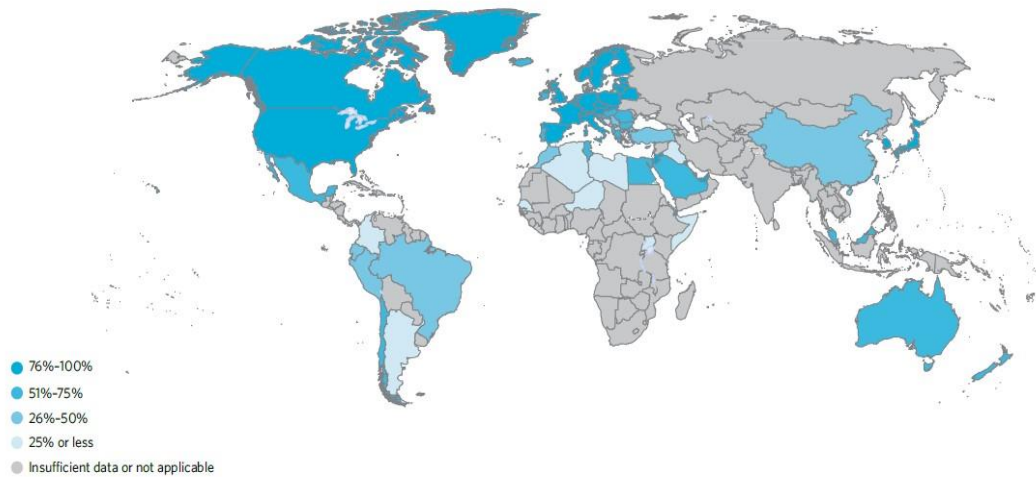 76%–100%
51%–75%
26%–50%
25% or less
Insufficient data or not applicable